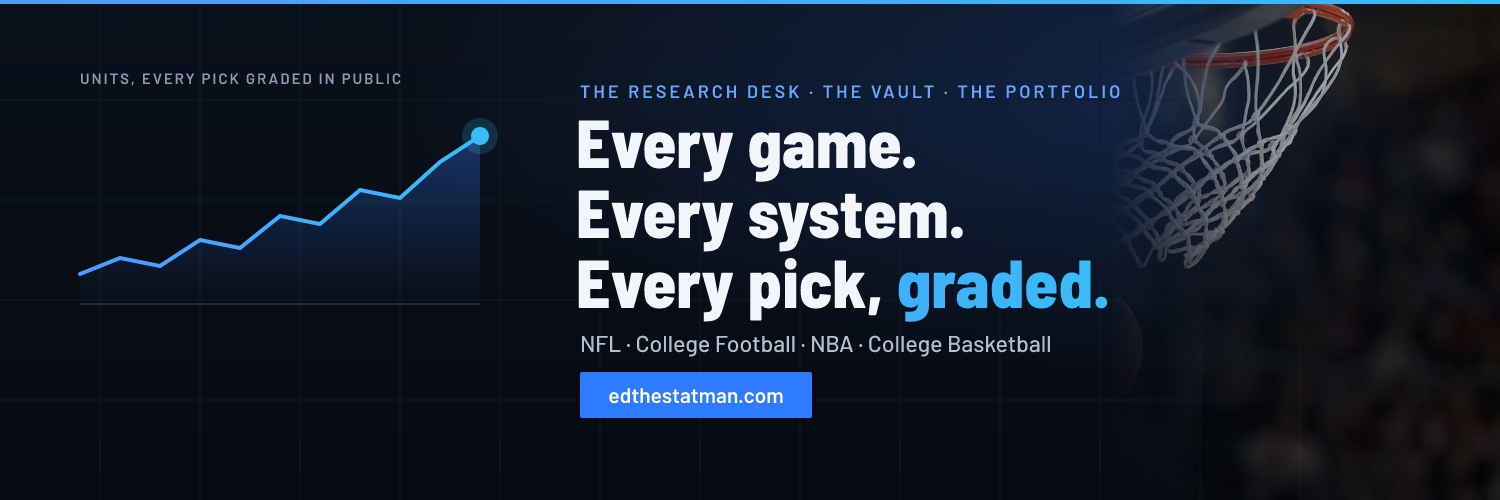 UNITS, EVERY PICK GRADED IN PUBLIC
THE RESEARCH DESK · THE VAULT · THE PORTFOLIO
Every game.
Every system.
Every pick, graded.
NFL · College Football · NBA · College Basketball
edthestatman.com